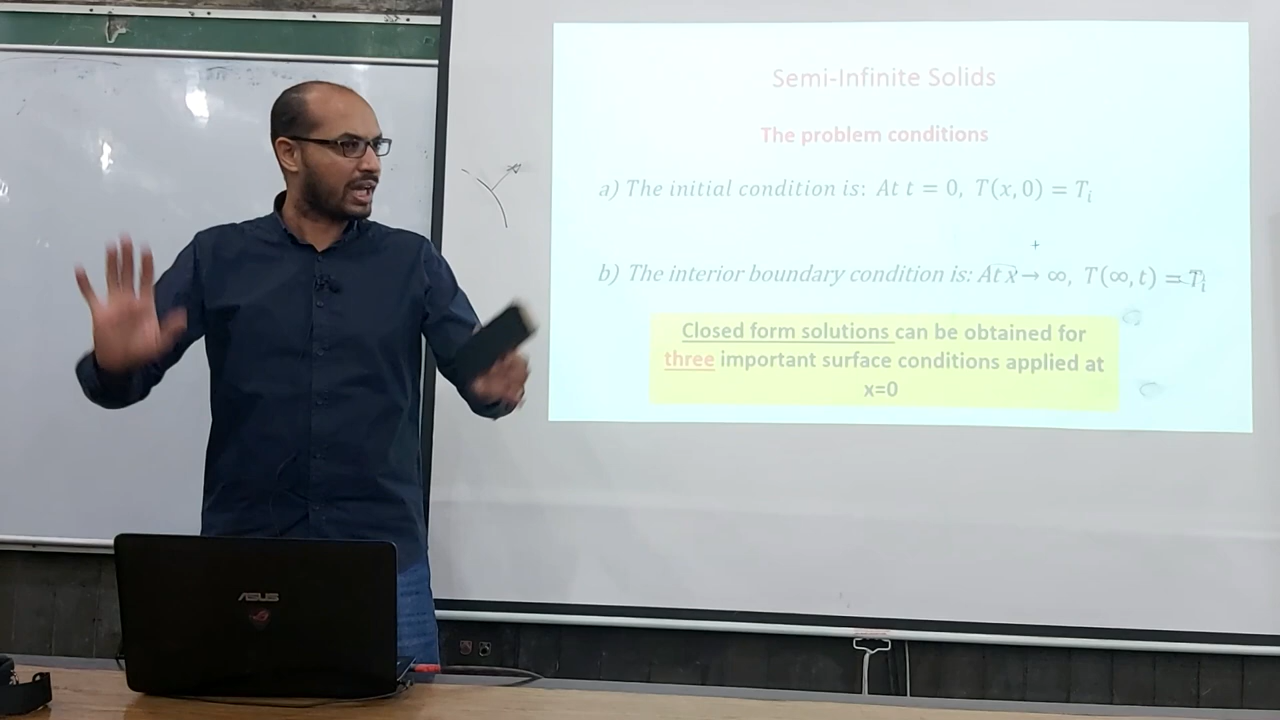 Semi-Infinite Solids
The problem conditions
a) The initial condition is: At t = 0, T(x, 0) = Tᵢ
b) The interior boundary condition is: At x → ∞, T(∞, t) = Tᵢ
Closed form solutions can be obtained for
three important surface conditions applied at
x=0
ASUS